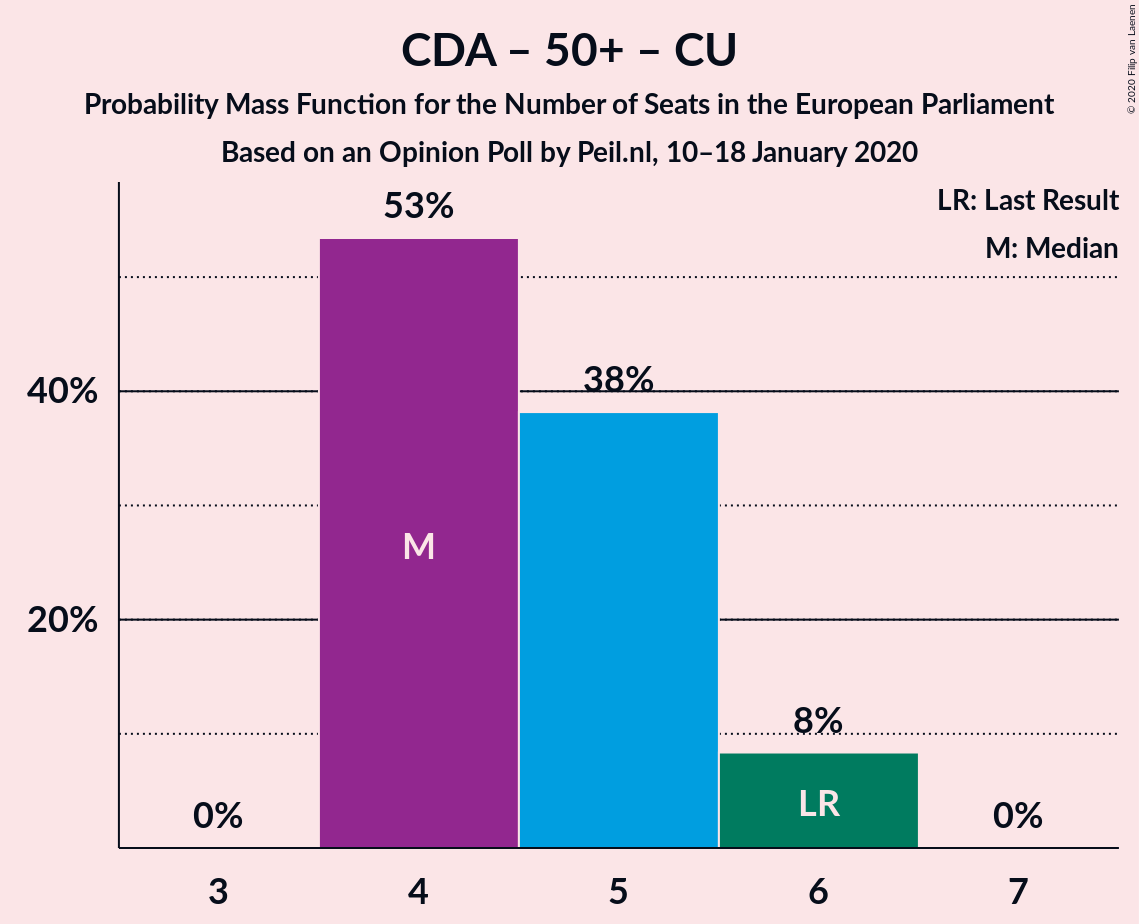 CDA – 50+ – CU
Probability Mass Function for the Number of Seats in the European Parliament
Based on an Opinion Poll by Peil.nl, 10–18 January 2020
© 2020 Filip van Laenen
LR: Last Result
M: Median
53%
38%
8%
0%
0%
40%
20%
M
LR
3
4
5
6
7